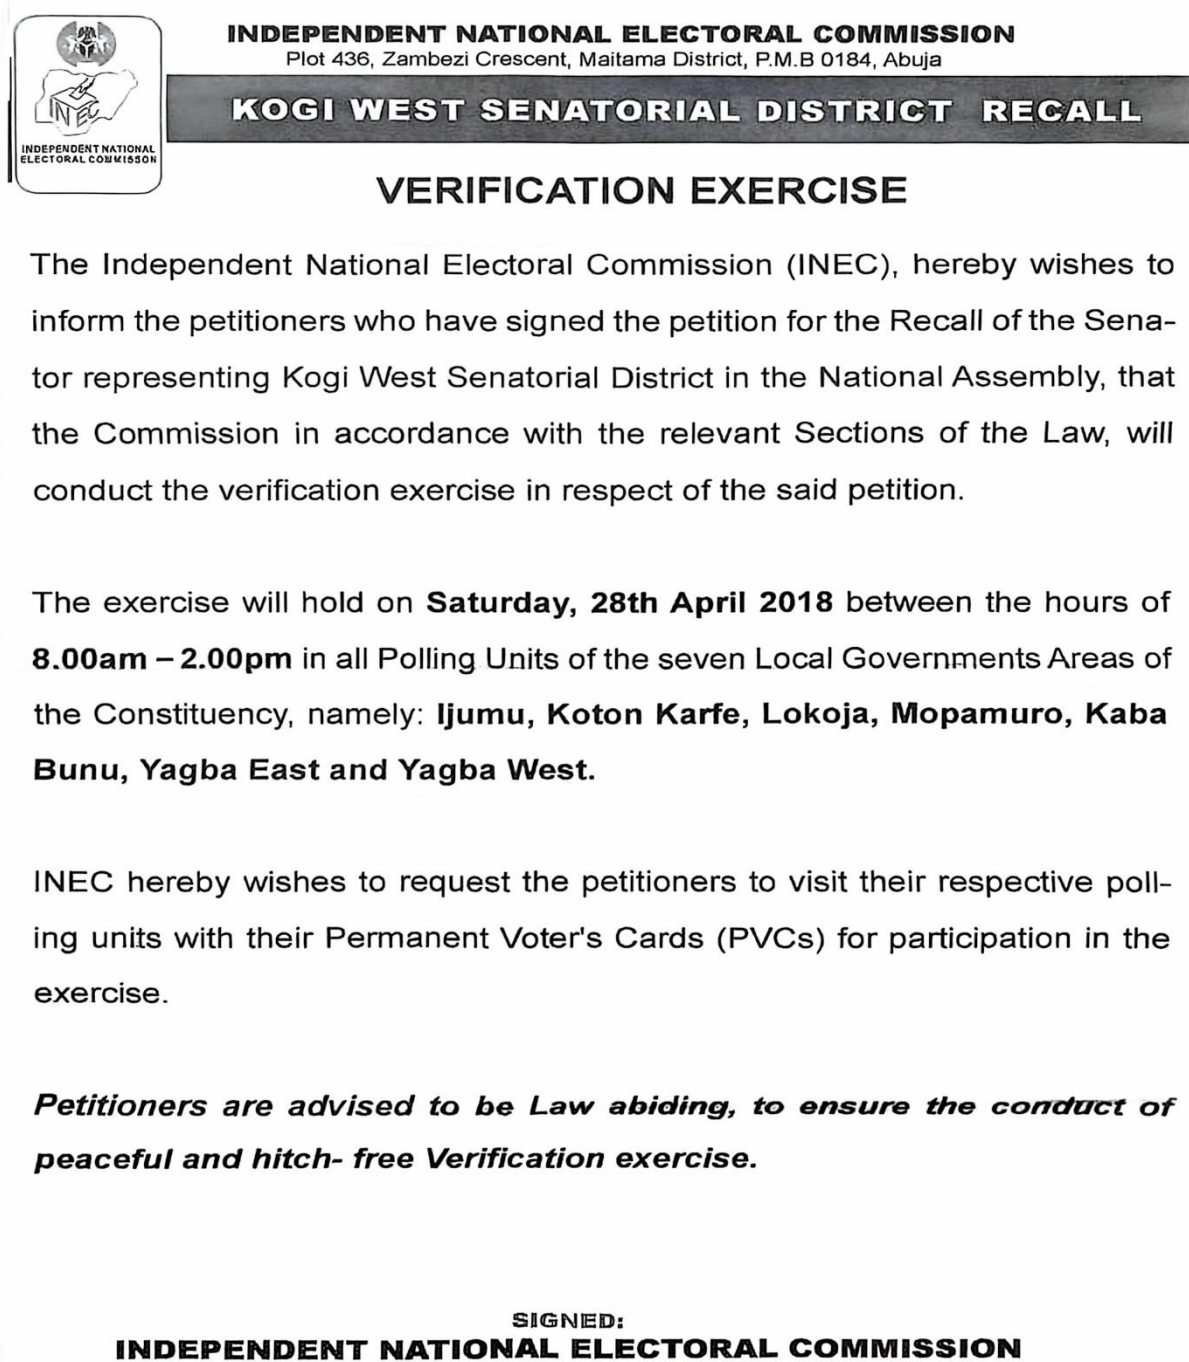 INDEPENDENT NATIONAL ELECTORAL COMMISSION
Plot 436, Zambezi Crescent, Maitama District, P.M.B 0184, Abuja
KOGI WEST SENATORIAL DISTRICT RECALL
INEC
INDEPENDENT NATIONAL
ELECTORAL COMMISSON
VERIFICATION EXERCISE
The Independent National Electoral Commission (INEC), hereby wishes to
inform the petitioners who have signed the petition for the Recall of the Sena-
tor representing Kogi West Senatorial District in the National Assembly, that
the Commission in accordance with the relevant Sections of the Law, will
conduct the verification exercise in respect of the said petition.
The exercise will hold on Saturday, 28th April 2018 between the hours of
8.00am – 2.00pm in all Polling Units of the seven Local Governments Areas of
the Constituency, namely: Ijumu, Koton Karfe, Lokoja, Mopamuro, Kaba
Bunu, Yagba East and Yagba West.
INEC hereby wishes to request the petitioners to visit their respective poll-
ing units with their Permanent Voter's Cards (PVCs) for participation in the
exercise.
Petitioners are advised to be Law abiding, to ensure the conduct of
peaceful and hitch- free Verification exercise.
SIGNED:
INDEPENDENT NATIONAL ELECTORAL COMMISSION